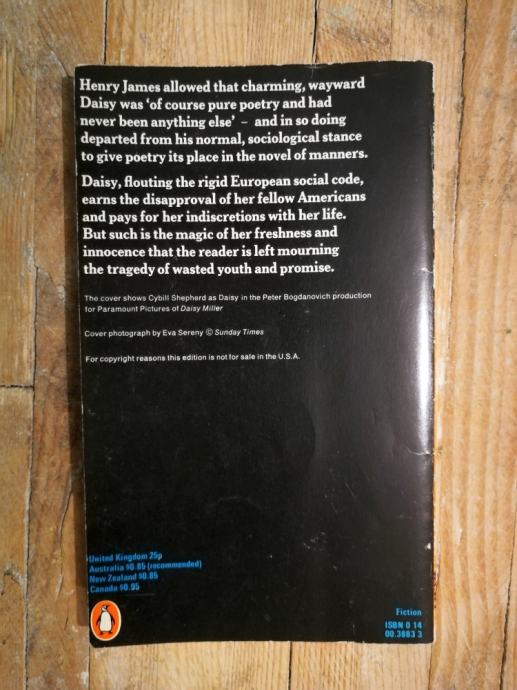 Henry James allowed that charming, wayward
Daisy was ‘of course pure poetry and had
never been anything else’ – and in so doing
departed from his normal, sociological stance
to give poetry its place in the novel of manners.
Daisy, flouting the rigid European social code,
earns the disapproval of her fellow Americans
and pays for her indiscretions with her life.
But such is the magic of her freshness and
innocence that the reader is left mourning
the tragedy of wasted youth and promise.
The cover shows Cybill Shepherd as Daisy in the Peter Bogdanovich production
for Paramount Pictures of Daisy Miller
Cover photograph by Eva Sereny © Sunday Times
For copyright reasons this edition is not for sale in the U.S.A.
United Kingdom 25p
Australia $0.85 (recommended)
New Zealand $0.85
Canada $0.95
Fiction
ISBN 0 14
00.3883 3